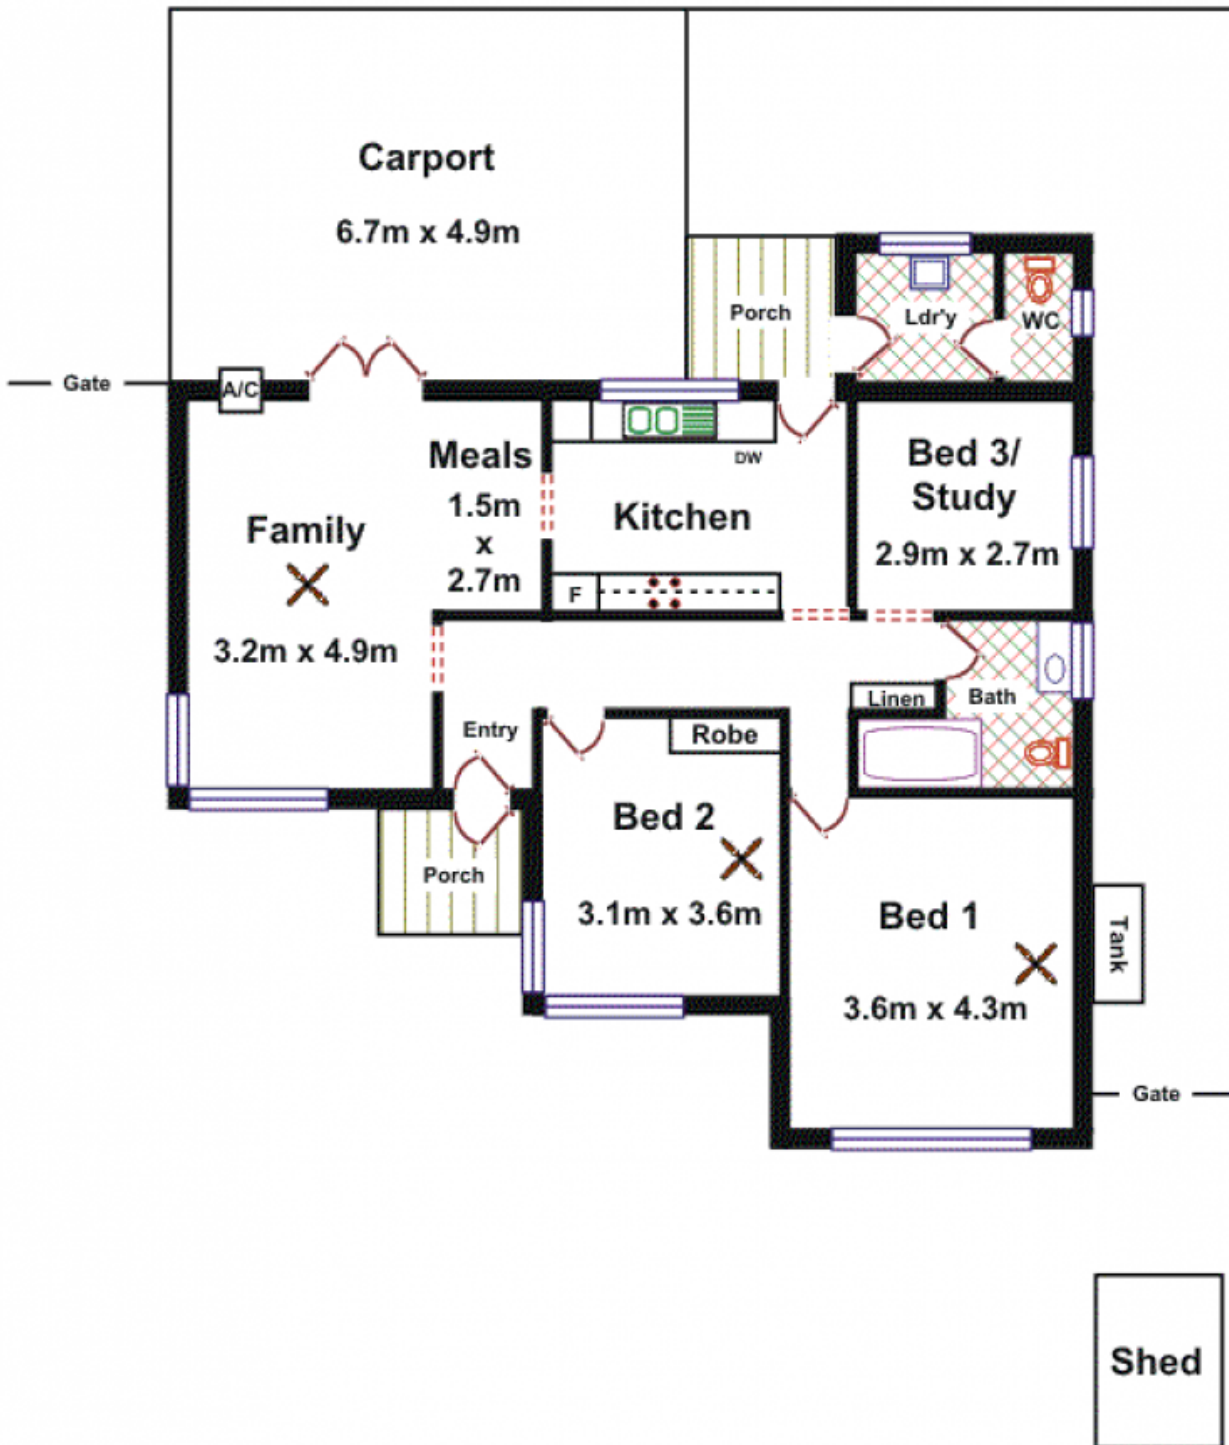 Carport
6.7m x 4.9m
Porch
Ldr'y
WC
Gate
A/C
Meals
1.5m
x
2.7m
Family
3.2m x 4.9m
DW
Kitchen
F
Bed 3/
Study
2.9m x 2.7m
Linen
Bath
Entry
Robe
Bed 2
3.1m x 3.6m
Porch
Bed 1
3.6m x 4.3m
Tank
Gate
Shed